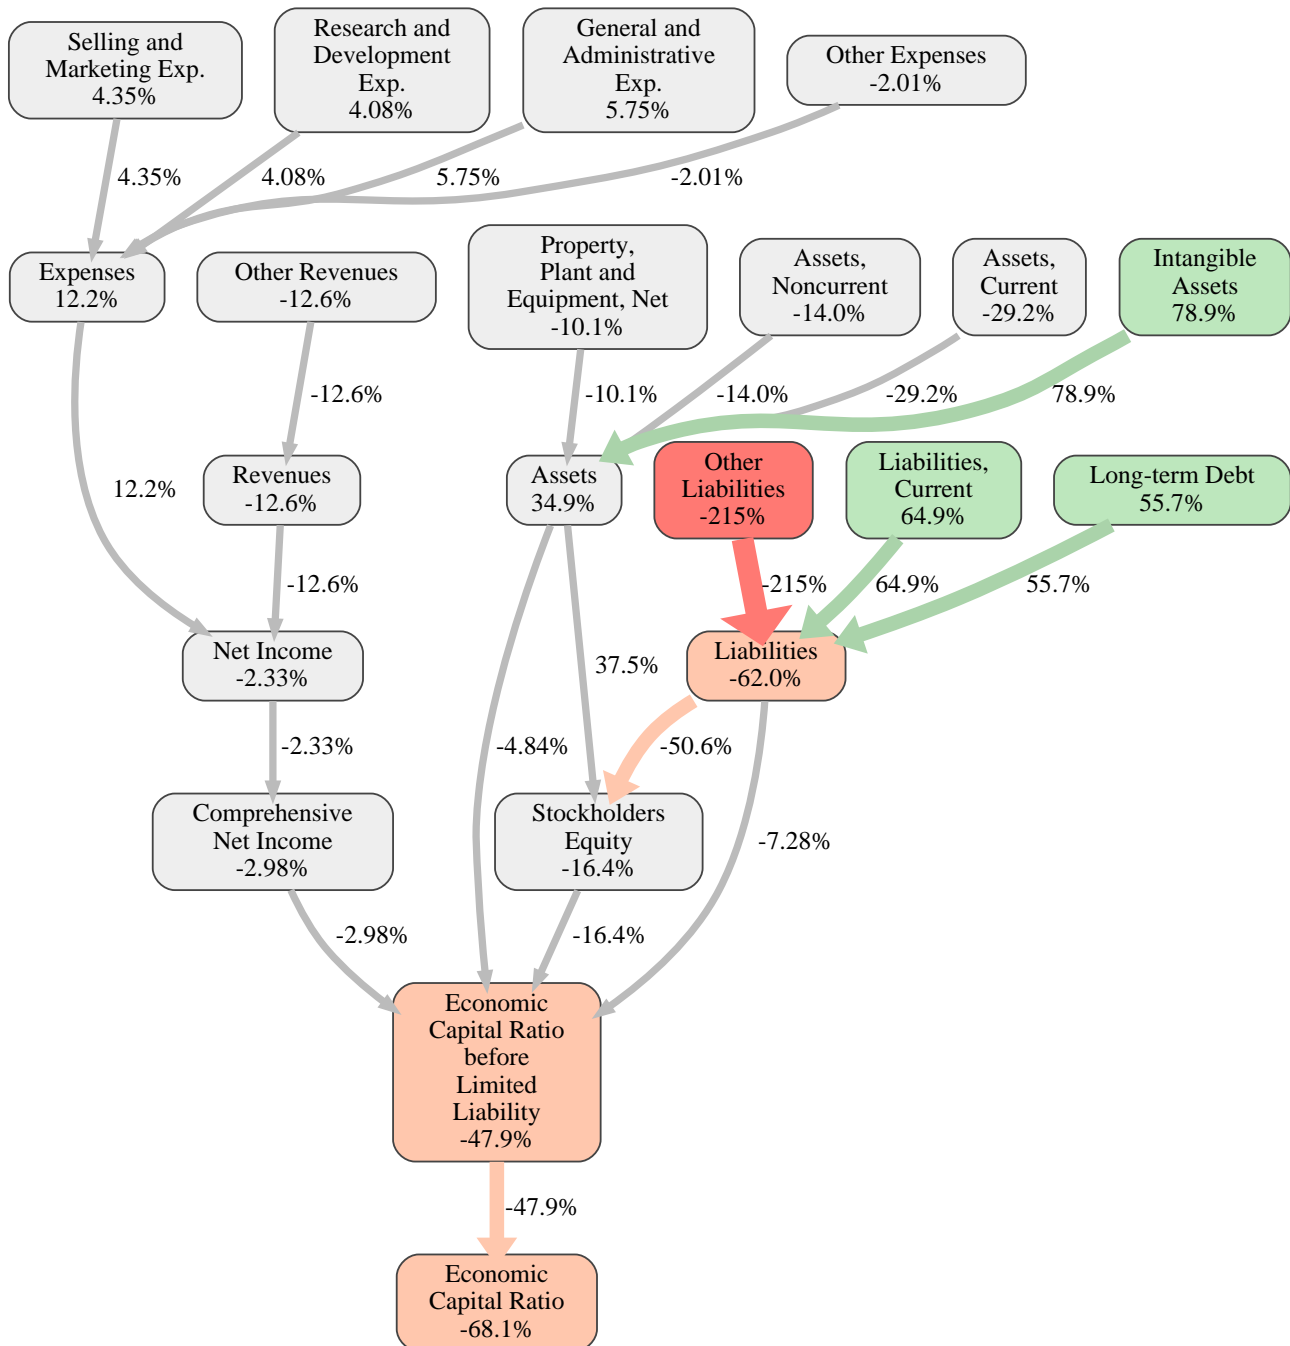 Selling and
Marketing Exp.
4.35%
Research and
Development
Exp.
4.08%
General and
Administrative
Exp.
5.75%
Other Expenses
-2.01%
4.35%
4.08%
5.75%
-2.01%
Expenses
12.2%
Other Revenues
-12.6%
Property,
Plant and
Equipment, Net
-10.1%
Assets,
Noncurrent
-14.0%
Assets,
Current
-29.2%
Intangible
Assets
78.9%
-12.6%
-10.1%
-14.0%
-29.2%
78.9%
12.2%
Revenues
-12.6%
Assets
34.9%
Other
Liabilities
-215%
Liabilities,
Current
64.9%
Long-term Debt
55.7%
-12.6%
-215%
64.9%
55.7%
Net Income
-2.33%
37.5%
Liabilities
-62.0%
-2.33%
-4.84%
-50.6%
Comprehensive
Net Income
-2.98%
Stockholders
Equity
-16.4%
-7.28%
-2.98%
-16.4%
Economic
Capital Ratio
before
Limited
Liability
-47.9%
-47.9%
Economic
Capital Ratio
-68.1%